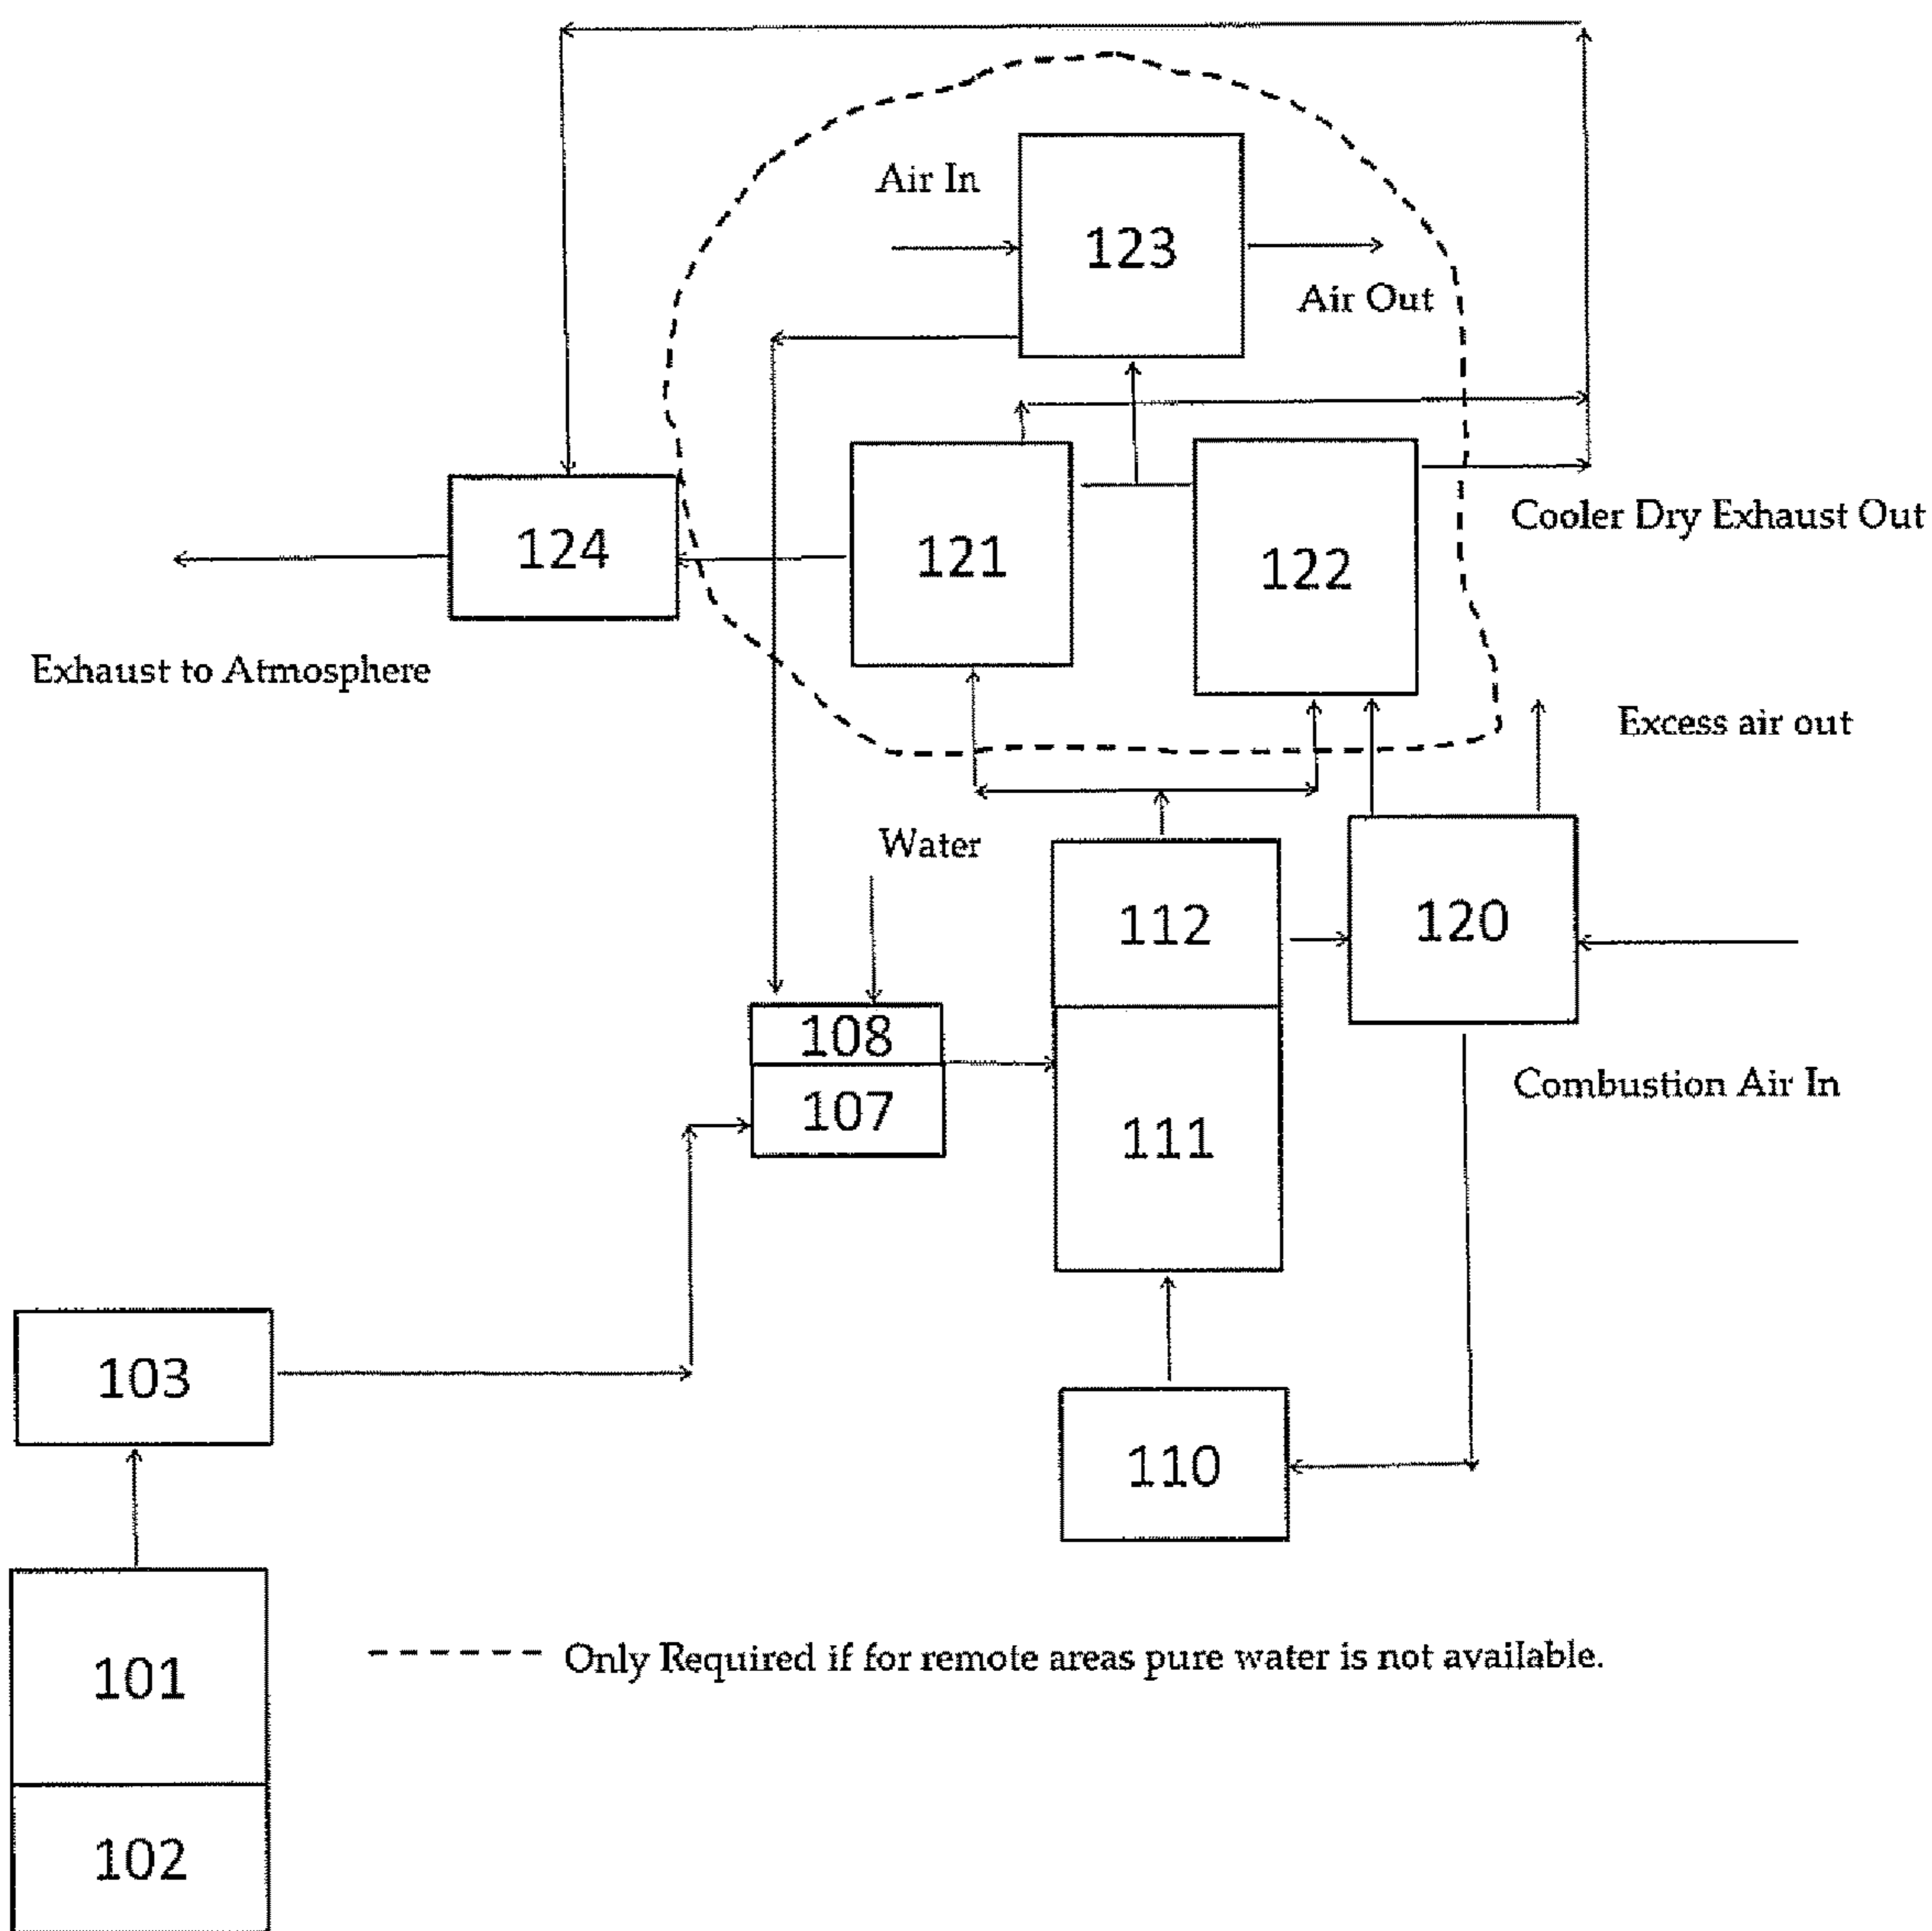 Air In
123
Air Out
121
122
124
Cooler Dry Exhaust Out
Exhaust to Atmosphere
Excess air out
Water
112
120
108
107
111
Combustion Air In
103
110
101
Only Required if for remote areas pure water is not available.
102